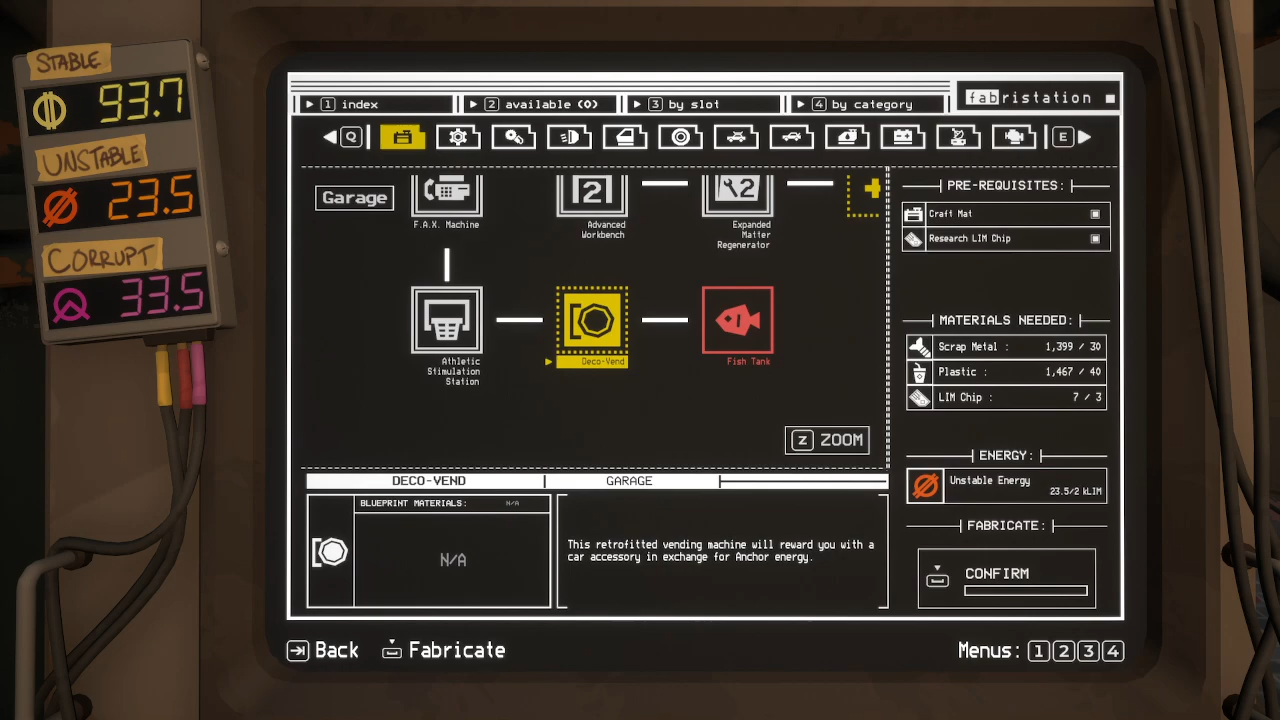 STABLE
93.7
UNSTABLE
23.5
CORRUPT
33.5
1 index
2 available (0)
3 by slot
4 by category
fabristation
Q
E
Garage
F.A.X. Machine
2
Advanced
Workbench
2
Expanded
Matter
Regenerator
Athletic
Stimulation
Station
Deco-Vend
Fish Tank
Z ZOOM
PRE-REQUISITES:
Craft Mat
Research LIM Chip
MATERIALS NEEDED:
Scrap Metal : 1,399 / 30
Plastic : 1,467 / 40
LIM Chip : 7 / 3
ENERGY:
Unstable Energy
23.5/2 kLIM
FABRICATE:
CONFIRM
DECO-VEND
GARAGE
BLUEPRINT MATERIALS: N/A
N/A
This retrofitted vending machine will reward you with a
car accessory in exchange for Anchor energy.
Back
Fabricate
Menus: 1 2 3 4